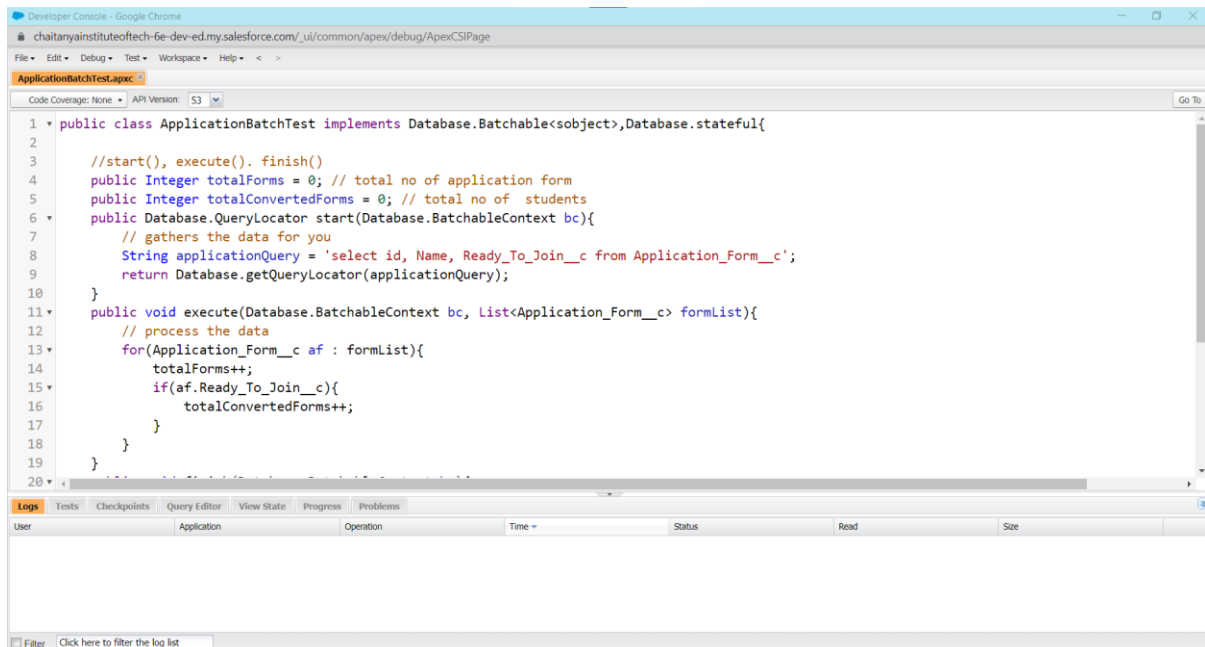 Developer Console - Google Chrome
chaitanyainstituteoftech-6e-dev-ed.my.salesforce.com/_ui/common/apex/debug/ApexCSIPage
File Edit Debug Test Workspace Help < >
ApplicationBatchTest.apxc
Code Coverage: None API Version: 53 Go To
1 public class ApplicationBatchTest implements Database.Batchable<sobject>,Database.stateful{
2
3 //start(), execute(). finish()
4 public Integer totalForms = 0; // total no of application form
5 public Integer totalConvertedForms = 0; // total no of students
6 public Database.QueryLocator start(Database.BatchableContext bc){
7 // gathers the data for you
8 String applicationQuery = 'select id, Name, Ready_To_Join__c from Application_Form__c';
9 return Database.getQueryLocator(applicationQuery);
10 }
11 public void execute(Database.BatchableContext bc, List<Application_Form__c> formList){
12 // process the data
13 for(Application_Form__c af : formList){
14 totalForms++;
15 if(af.Ready_To_Join__c){
16 totalConvertedForms++;
17 }
18 }
19 }
20
Logs Tests Checkpoints Query Editor View State Progress Problems
User Application Operation Time Status Read Size
Filter Click here to filter the log list